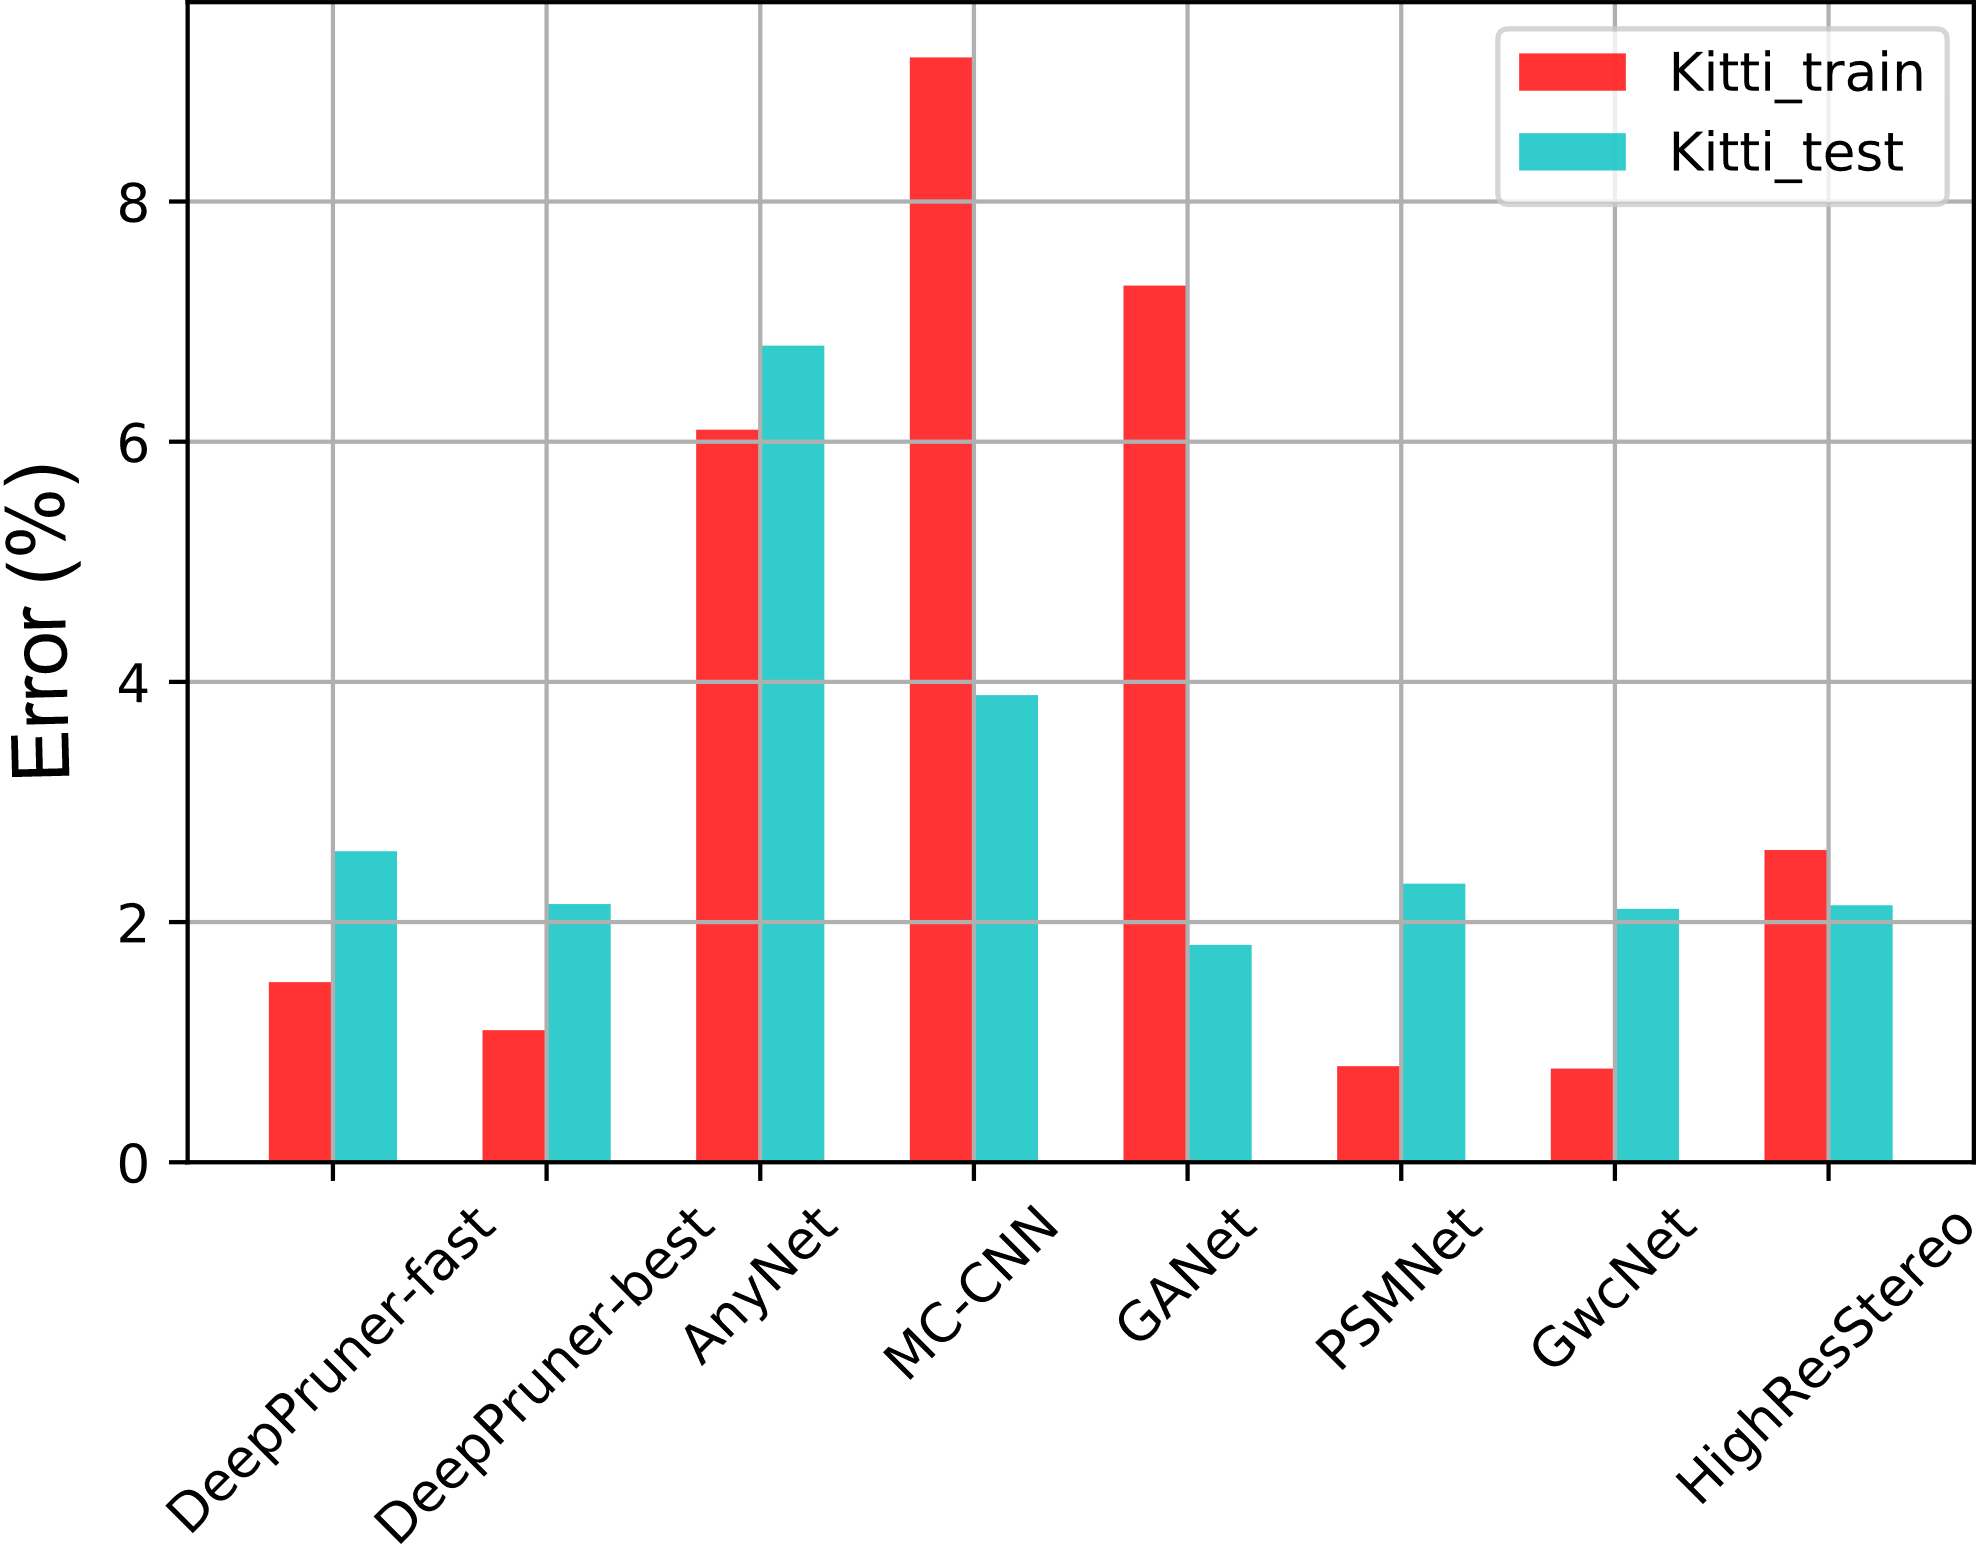 Kitti_train
Kitti_test
Error (%)
8
6
4
2
0
DeepPruner-fast
DeepPruner-best
AnyNet
MC-CNN
GANet
PSMNet
GwcNet
HighResStereo